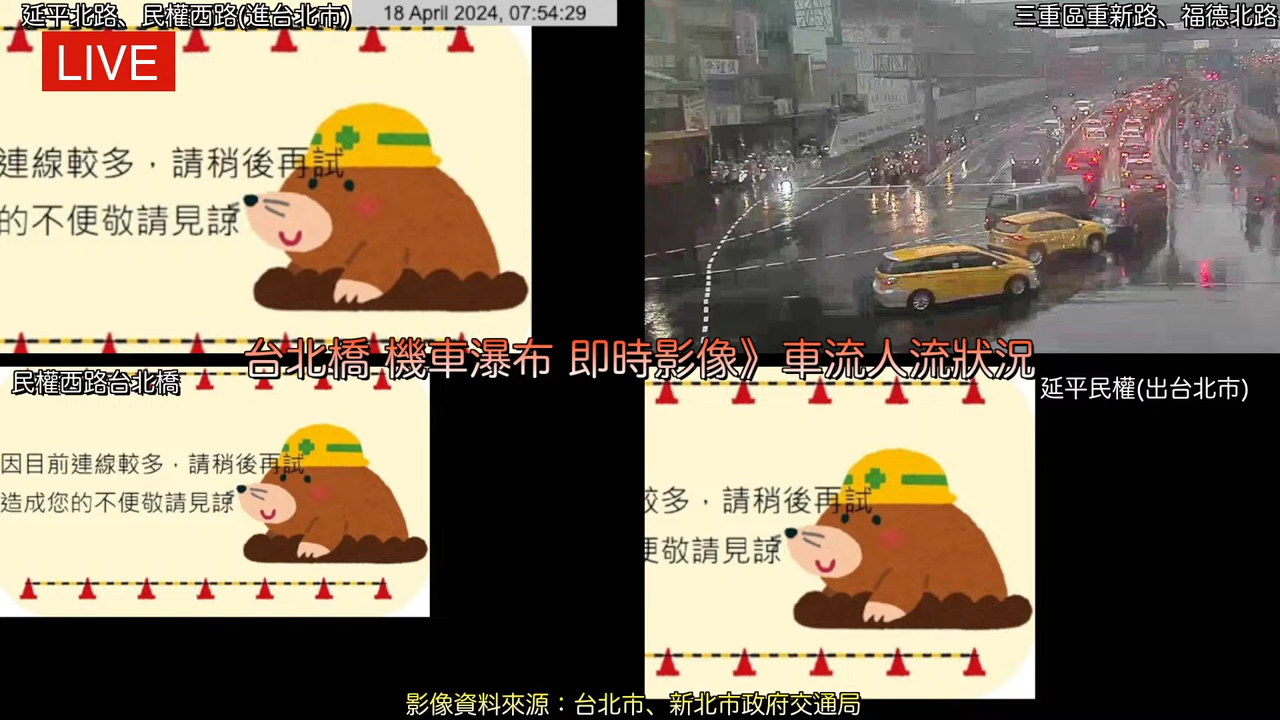 延平北路、民權西路(進台北市)
18 April 2024, 07:54:29
三重區重新路、福德北路
LIVE
連線較多，請稍後再試
的不便敬請見諒
台北橋 機車瀑布 即時影像》車流人流狀況
民權西路台北橋
延平民權(出台北市)
因目前連線較多，請稍後再試
造成您的不便敬請見諒
較多，請稍後再試
便敬請見諒
影像資料來源：台北市、新北市政府交通局